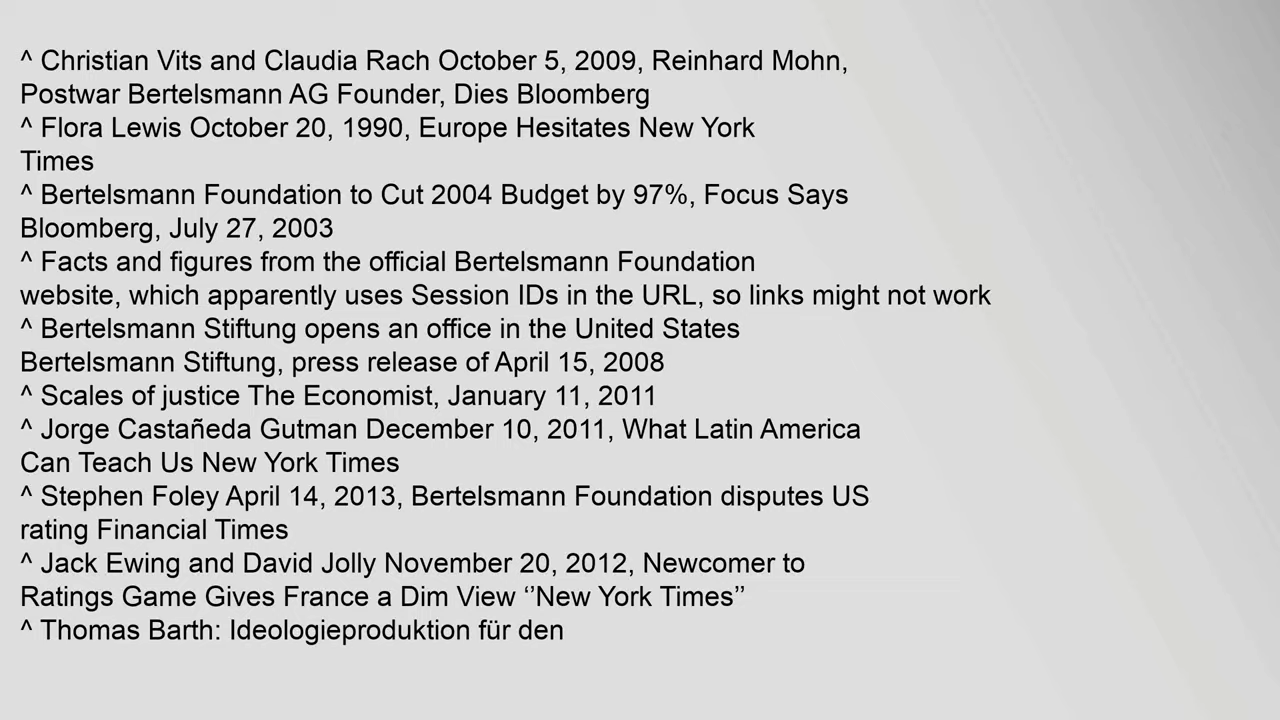 ^ Christian Vits and Claudia Rach October 5, 2009, Reinhard Mohn,
Postwar Bertelsmann AG Founder, Dies Bloomberg
^ Flora Lewis October 20, 1990, Europe Hesitates New York
Times
^ Bertelsmann Foundation to Cut 2004 Budget by 97%, Focus Says
Bloomberg, July 27, 2003
^ Facts and figures from the official Bertelsmann Foundation
website, which apparently uses Session IDs in the URL, so links might not work
^ Bertelsmann Stiftung opens an office in the United States
Bertelsmann Stiftung, press release of April 15, 2008
^ Scales of justice The Economist, January 11, 2011
^ Jorge Castañeda Gutman December 10, 2011, What Latin America
Can Teach Us New York Times
^ Stephen Foley April 14, 2013, Bertelsmann Foundation disputes US
rating Financial Times
^ Jack Ewing and David Jolly November 20, 2012, Newcomer to
Ratings Game Gives France a Dim View ‘’New York Times’’
^ Thomas Barth: Ideologieproduktion für den